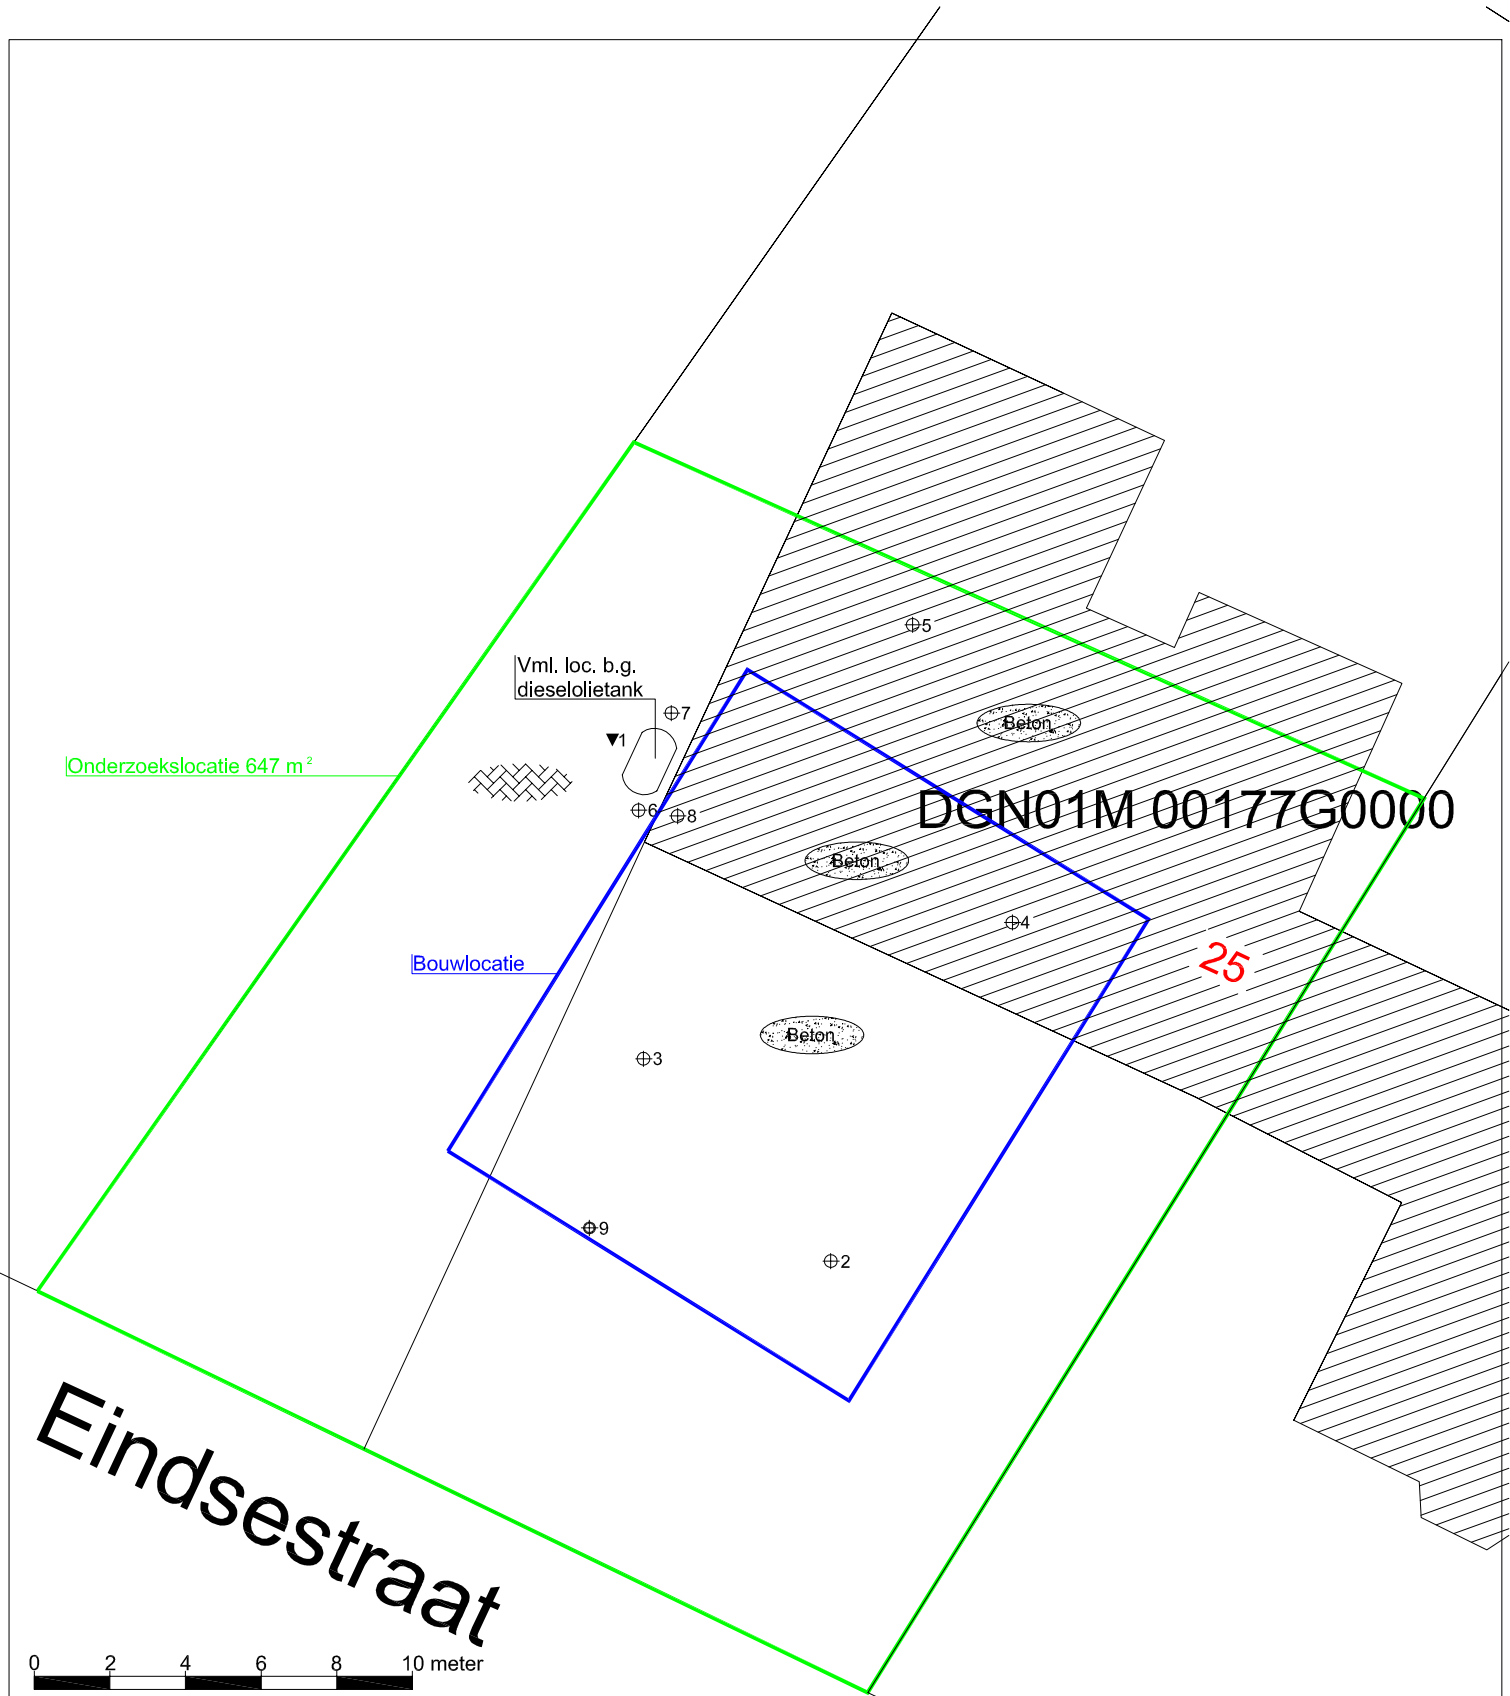 5
Vml. loc. b.g.
dieselolietank
7
1
Beton
Onderzoekslocatie 647 m²
DGN01M 00177G0000
6
8
Beton
4
25
Bouwlocatie
Beton
3
9
2
Eindsestraat
0 2 4 6 8 10 meter